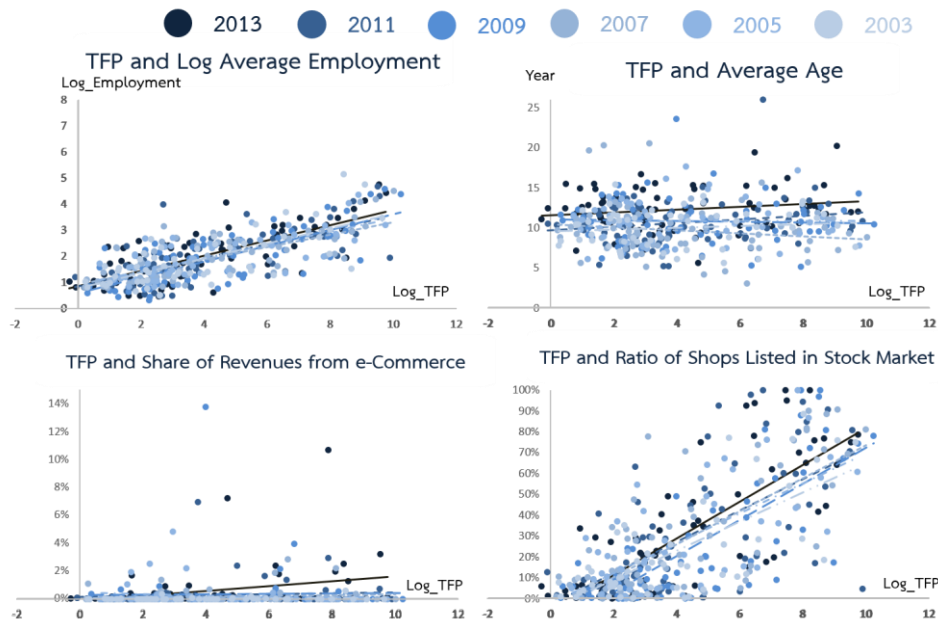 2013 2011 2009 2007 2005 2003
TFP and Log Average Employment
Log_Employment
8
7
6
5
4
3
2
1
0
Log_TFP
-2 0 2 4 6 8 10 12
TFP and Average Age
Year
25
20
15
10
5
0
Log_TFP
-2 0 2 4 6 8 10 12
TFP and Share of Revenues from e-Commerce
14%
12%
10%
8%
6%
4%
2%
0%
Log_TFP
-2 0 2 4 6 8 10 12
TFP and Ratio of Shops Listed in Stock Market
100%
90%
80%
70%
60%
50%
40%
30%
20%
10%
0%
Log_TFP
-2 0 2 4 6 8 10 12